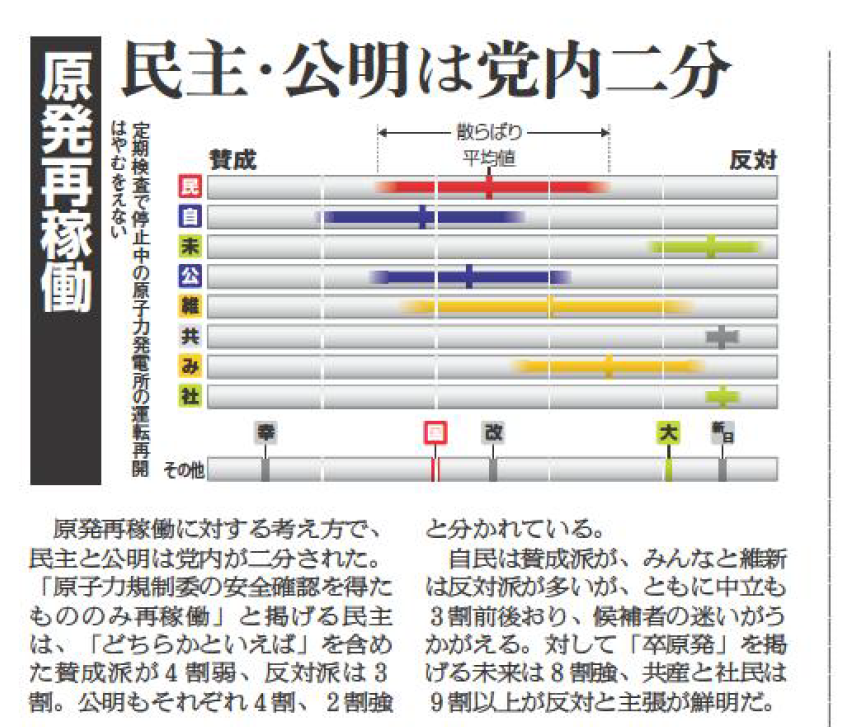 原発再稼働
民主・公明は党内二分
定期検査で停止中の原子力発電所の運転再開
はやむをえない
散らばり
賛成
平均値
反対
民
自
未
公
維
共
み
社
幸
国
改
大
新日
その他
原発再稼働に対する考え方で、
民主と公明は党内が二分された。
「原子力規制委の安全確認を得た
もののみ再稼働」と掲げる民主
は、「どちらかといえば」を含め
た賛成派が4割弱、反対派は3
割。公明もそれぞれ4割、2割強
と分かれている。
自民は賛成派が、みんなと維新
は反対派が多いが、ともに中立も
3割前後おり、候補者の迷いがう
かがえる。対して「卒原発」を掲
げる未来は8割強、共産と社民は
9割以上が反対と主張が鮮明だ。